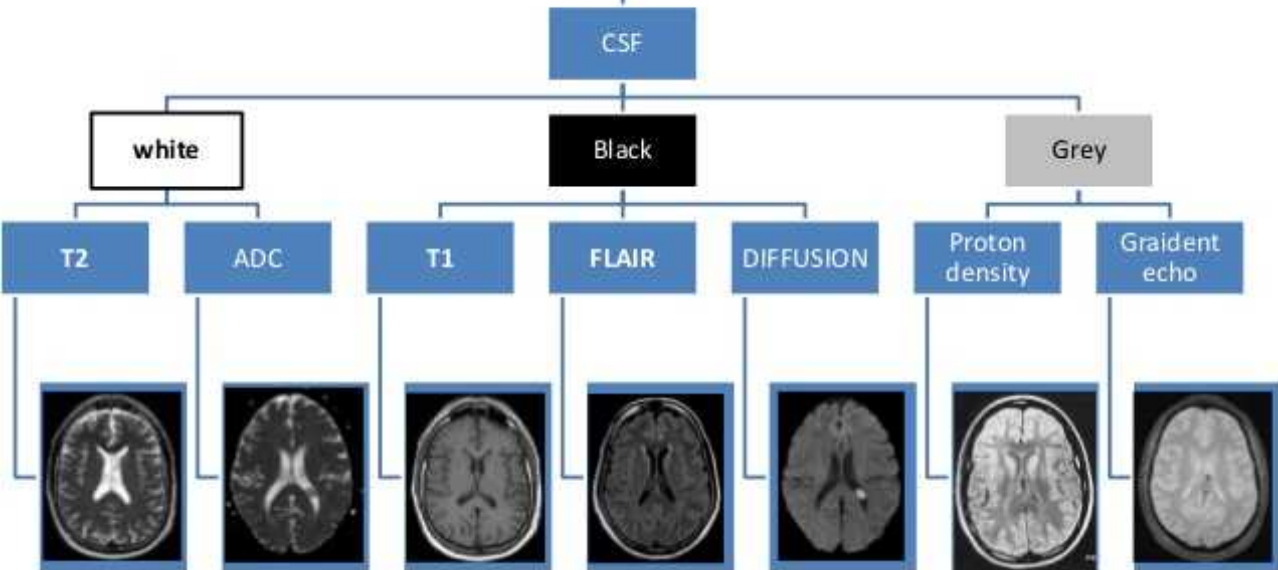 CSF
white
Black
Grey
T2
ADC
T1
FLAIR
DIFFUSION
Proton
density
Graident
echo